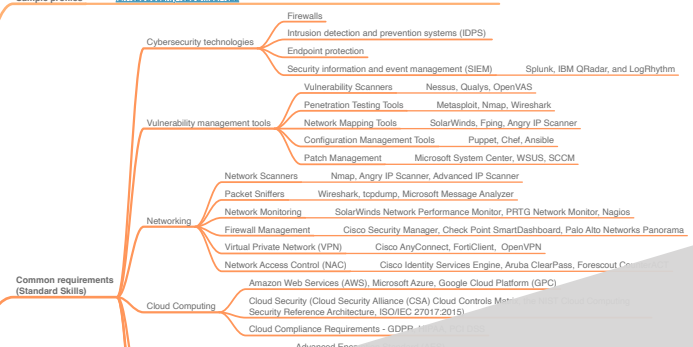 Sample profiles
Firewalls
Cybersecurity technologies
Intrusion detection and prevention systems (IDPS)
Endpoint protection
Security information and event management (SIEM) Splunk, IBM QRadar, and LogRhythm
Vulnerability Scanners Nessus, Qualys, OpenVAS
Penetration Testing Tools Metasploit, Nmap, Wireshark
Vulnerability management tools
Network Mapping Tools SolarWinds, Fping, Angry IP Scanner
Configuration Management Tools Puppet, Chef, Ansible
Patch Management Microsoft System Center, WSUS, SCCM
Network Scanners Nmap, Angry IP Scanner, Advanced IP Scanner
Packet Sniffers Wireshark, tcpdump, Microsoft Message Analyzer
Network Monitoring SolarWinds Network Performance Monitor, PRTG Network Monitor, Nagios
Networking
Firewall Management Cisco Security Manager, Check Point SmartDashboard, Palo Alto Networks Panorama
Virtual Private Network (VPN) Cisco AnyConnect, FortiClient, OpenVPN
Network Access Control (NAC) Cisco Identity Services Engine, Aruba ClearPass, Forescout
Common requirements
(Standard Skills)
Amazon Web Services (AWS), Microsoft Azure, Google Cloud Platform (GPC)
Cloud Computing
Cloud Security (Cloud Security Alliance (CSA) Cloud Controls
Security Reference Architecture, ISO/IEC 27017:2015)
Cloud Compliance Requirements - GDPR,
Advanced